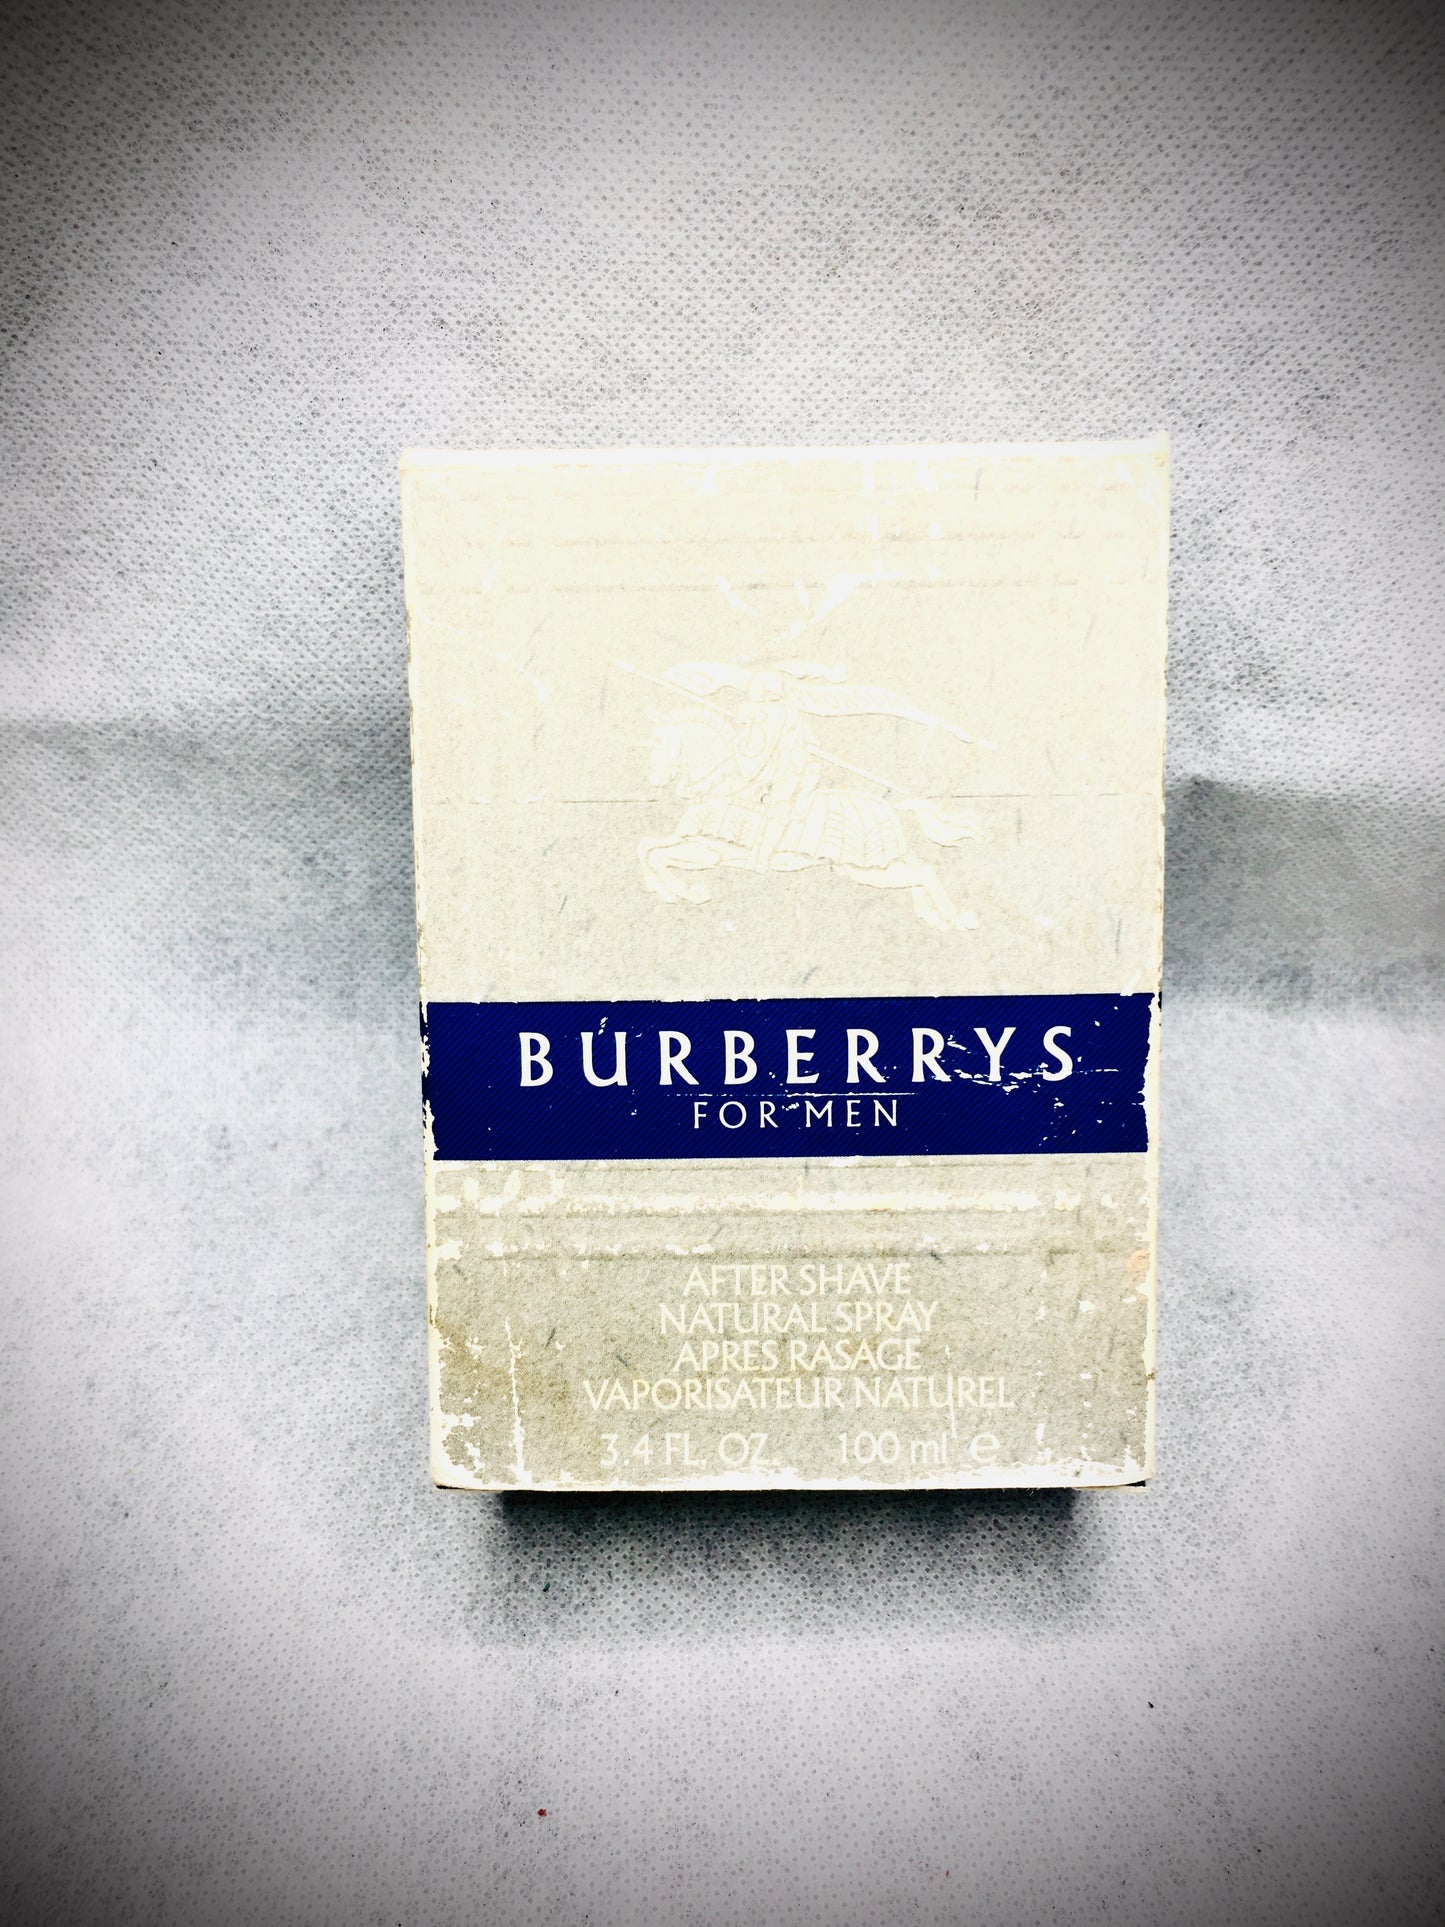 BURBERRYS
FOR MEN
AFTER SHAVE
NATURAL SPRAY
APRES RASAGE
VAPORISATEUR NATUREL
3.4 FL. OZ. 100 ml ℮